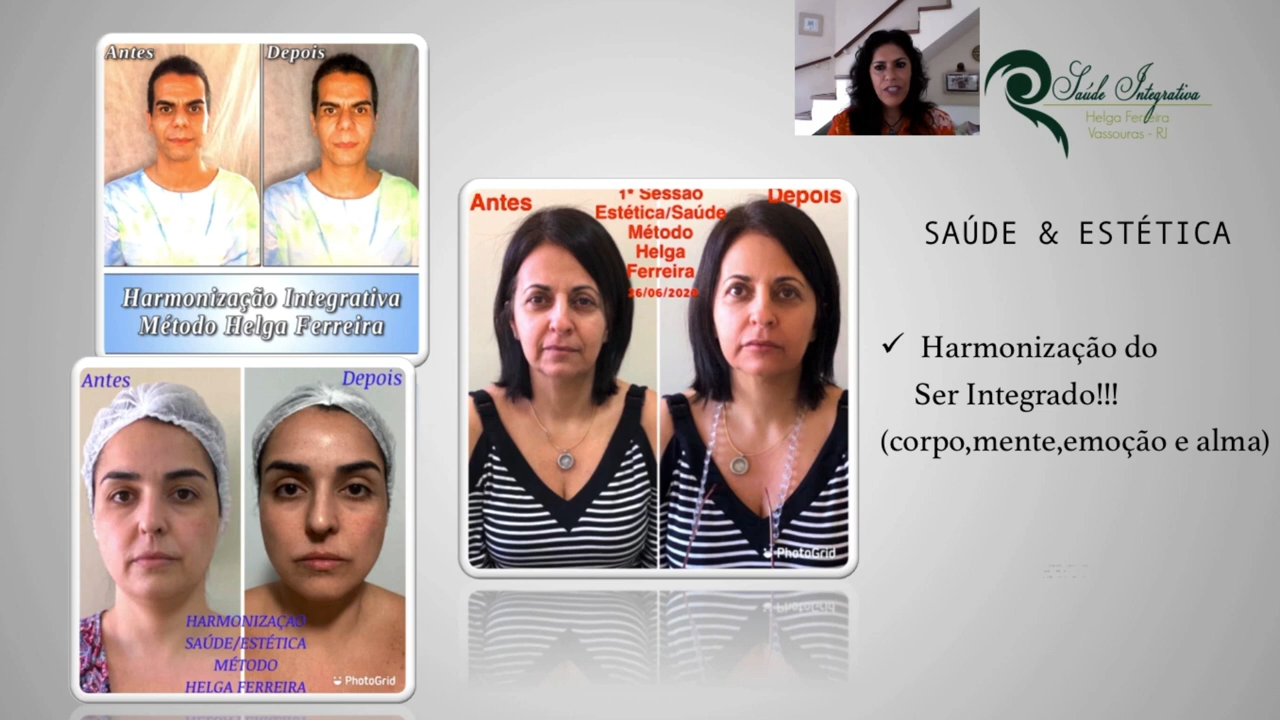 Antes
Depois
Harmonização Integrativa
Método Helga Ferreira
Antes
Depois
HARMONIZAÇÃO
SAÚDE/ESTÉTICA
MÉTODO
HELGA FERREIRA
PhotoGrid
Antes
1ª Sessão
Estética/Saúde
Método
Helga
Ferreira
26/06/2020
Depois
PhotoGrid
Saúde Integrativa
Helga Ferreira
Vassouras - RJ
SAÚDE & ESTÉTICA
✓ Harmonização do
Ser Integrado!!!
(corpo,mente,emoção e alma)